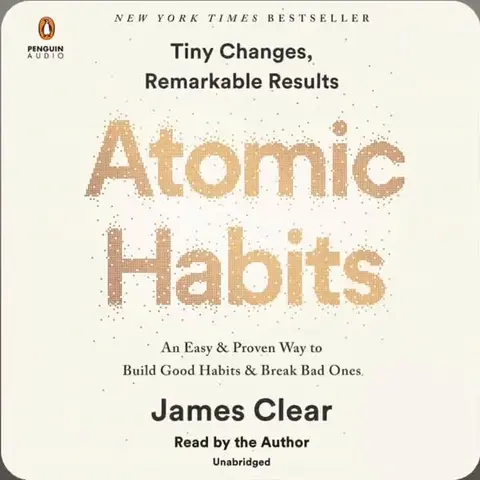 NEW YORK TIMES BESTSELLER
PENGUIN
AUDIO
Tiny Changes,
Remarkable Results
Atomic
Habits
An Easy & Proven Way to
Build Good Habits & Break Bad Ones
James Clear
Read by the Author
Unabridged